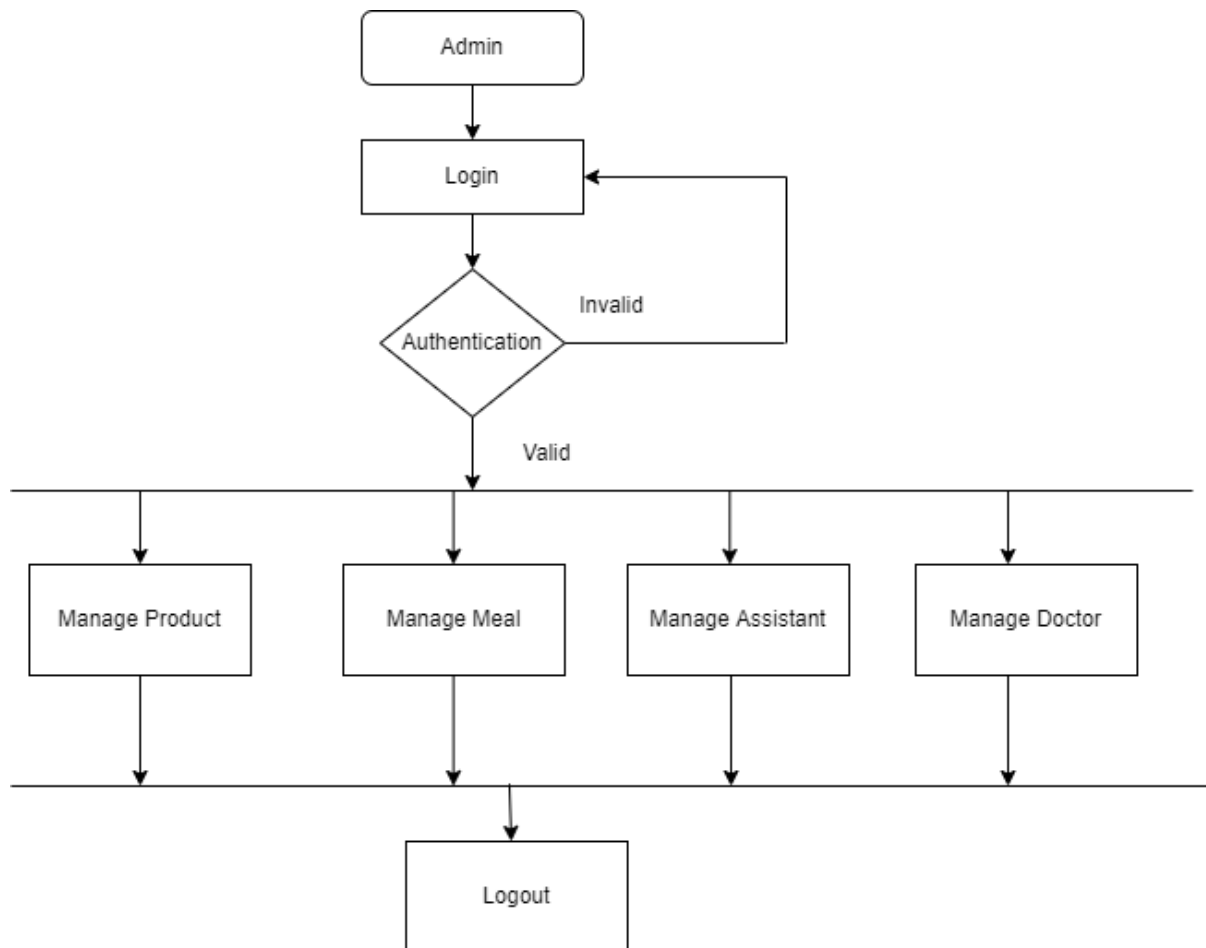 Admin
Login
Invalid
Authentication
Valid
Manage Product
Manage Meal
Manage Assistant
Manage Doctor
Logout